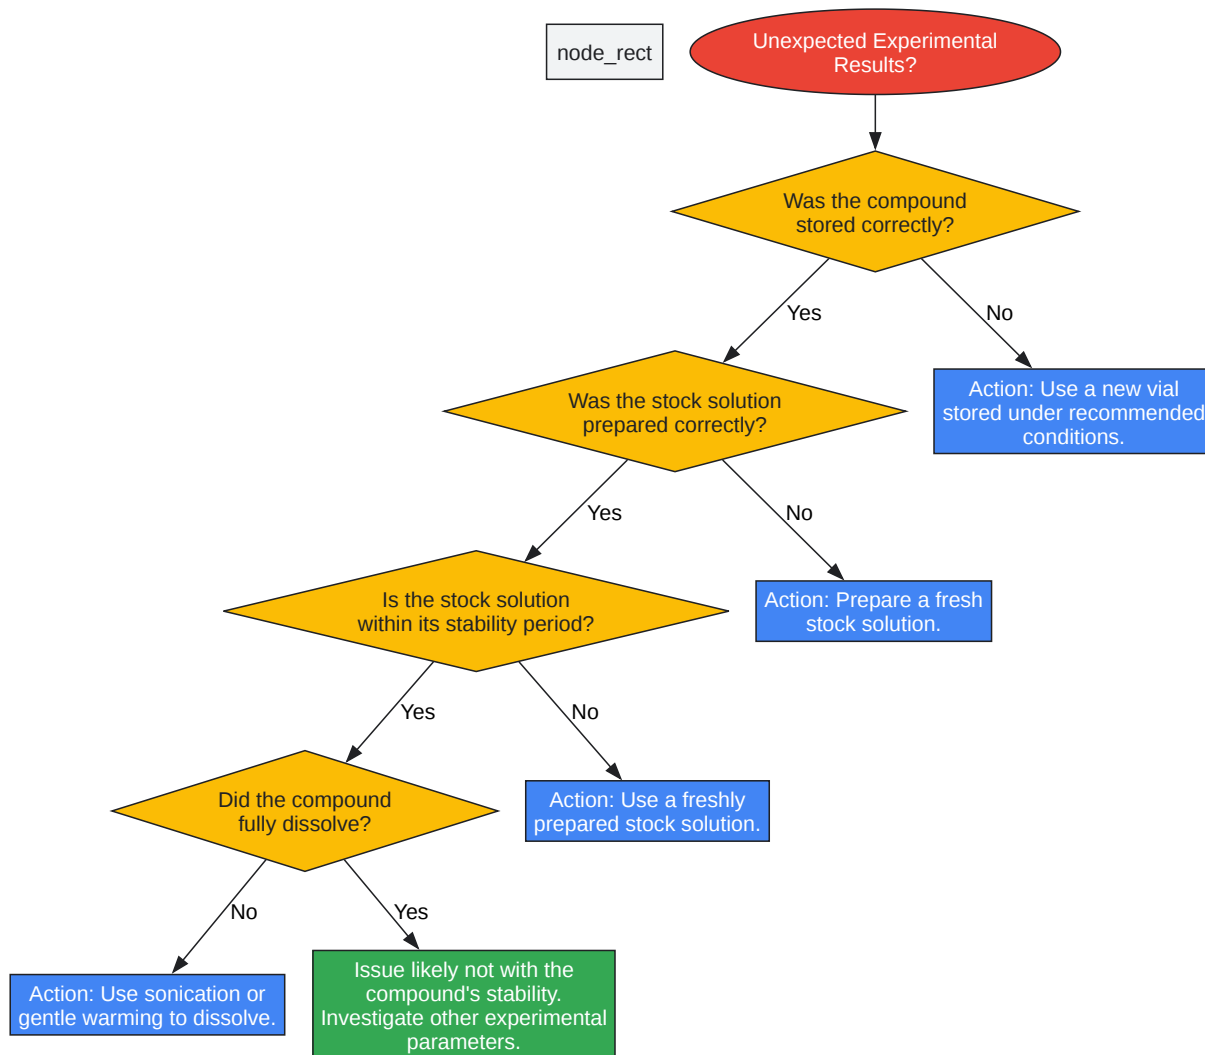 node_rect
Unexpected Experimental
Results?
Was the compound
stored correctly?
Yes
No
Was the stock solution
prepared correctly?
Action: Use a new vial
stored under recommended
conditions.
Yes
No
Is the stock solution
within its stability period?
Action: Prepare a fresh
stock solution.
Yes
No
Did the compound
fully dissolve?
Action: Use a freshly
prepared stock solution.
No
Yes
Action: Use sonication or
gentle warming to dissolve.
Issue likely not with the
compound's stability.
Investigate other experimental
parameters.